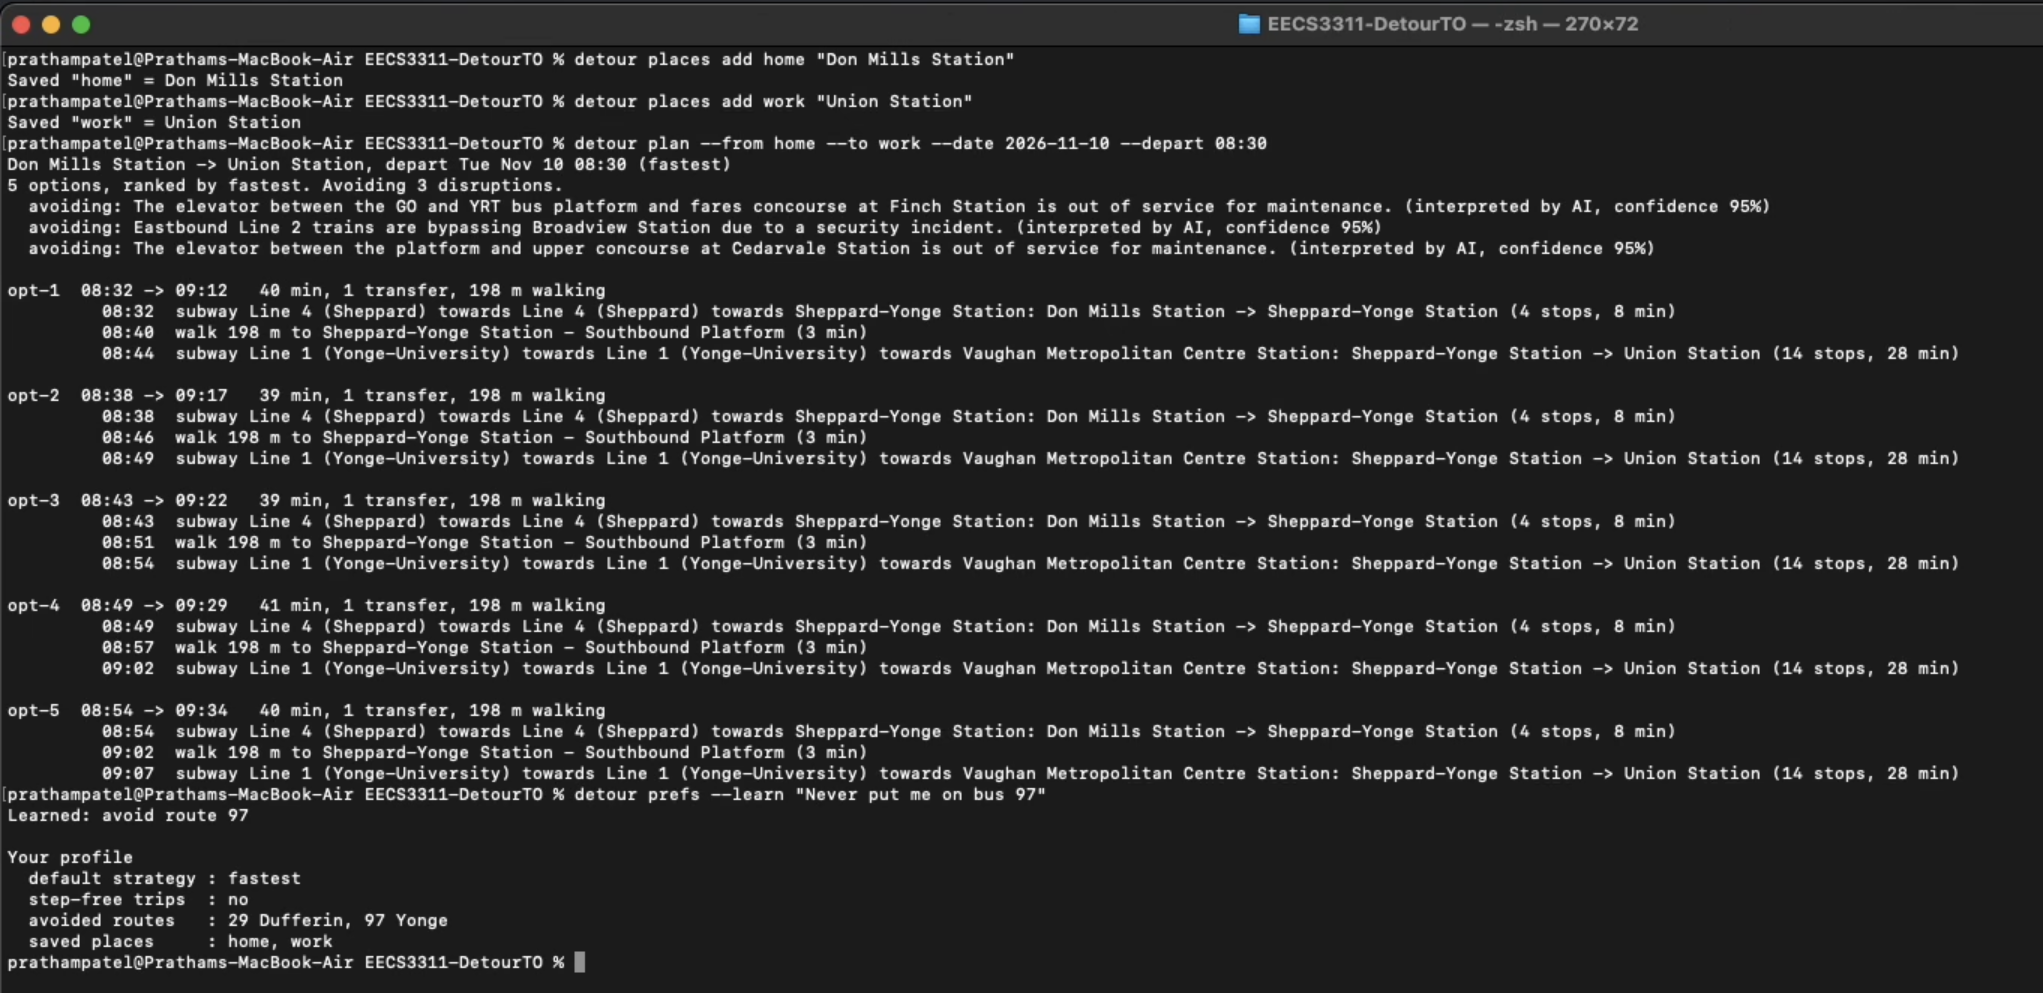 EECS3311-DetourTO — -zsh — 270×72
[prathampatel@Prathams-MacBook-Air EECS3311-DetourTO % detour places add home "Don Mills Station"
Saved "home" = Don Mills Station
[prathampatel@Prathams-MacBook-Air EECS3311-DetourTO % detour places add work "Union Station"
Saved "work" = Union Station
[prathampatel@Prathams-MacBook-Air EECS3311-DetourTO % detour plan --from home --to work --date 2026-11-10 --depart 08:30
Don Mills Station -> Union Station, depart Tue Nov 10 08:30 (fastest)
5 options, ranked by fastest. Avoiding 3 disruptions.
  avoiding: The elevator between the GO and YRT bus platform and fares concourse at Finch Station is out of service for maintenance. (interpreted by AI, confidence 95%)
  avoiding: Eastbound Line 2 trains are bypassing Broadview Station due to a security incident. (interpreted by AI, confidence 95%)
  avoiding: The elevator between the platform and upper concourse at Cedarvale Station is out of service for maintenance. (interpreted by AI, confidence 95%)
opt-1  08:32 -> 09:12   40 min, 1 transfer, 198 m walking
         08:32  subway Line 4 (Sheppard) towards Line 4 (Sheppard) towards Sheppard-Yonge Station: Don Mills Station -> Sheppard-Yonge Station (4 stops, 8 min)
         08:40  walk 198 m to Sheppard-Yonge Station - Southbound Platform (3 min)
         08:44  subway Line 1 (Yonge-University) towards Line 1 (Yonge-University) towards Vaughan Metropolitan Centre Station: Sheppard-Yonge Station -> Union Station (14 stops, 28 min)
opt-2  08:38 -> 09:17   39 min, 1 transfer, 198 m walking
         08:38  subway Line 4 (Sheppard) towards Line 4 (Sheppard) towards Sheppard-Yonge Station: Don Mills Station -> Sheppard-Yonge Station (4 stops, 8 min)
         08:46  walk 198 m to Sheppard-Yonge Station - Southbound Platform (3 min)
         08:49  subway Line 1 (Yonge-University) towards Line 1 (Yonge-University) towards Vaughan Metropolitan Centre Station: Sheppard-Yonge Station -> Union Station (14 stops, 28 min)
opt-3  08:43 -> 09:22   39 min, 1 transfer, 198 m walking
         08:43  subway Line 4 (Sheppard) towards Line 4 (Sheppard) towards Sheppard-Yonge Station: Don Mills Station -> Sheppard-Yonge Station (4 stops, 8 min)
         08:51  walk 198 m to Sheppard-Yonge Station - Southbound Platform (3 min)
         08:54  subway Line 1 (Yonge-University) towards Line 1 (Yonge-University) towards Vaughan Metropolitan Centre Station: Sheppard-Yonge Station -> Union Station (14 stops, 28 min)
opt-4  08:49 -> 09:29   41 min, 1 transfer, 198 m walking
         08:49  subway Line 4 (Sheppard) towards Line 4 (Sheppard) towards Sheppard-Yonge Station: Don Mills Station -> Sheppard-Yonge Station (4 stops, 8 min)
         08:57  walk 198 m to Sheppard-Yonge Station - Southbound Platform (3 min)
         09:02  subway Line 1 (Yonge-University) towards Line 1 (Yonge-University) towards Vaughan Metropolitan Centre Station: Sheppard-Yonge Station -> Union Station (14 stops, 28 min)
opt-5  08:54 -> 09:34   40 min, 1 transfer, 198 m walking
         08:54  subway Line 4 (Sheppard) towards Line 4 (Sheppard) towards Sheppard-Yonge Station: Don Mills Station -> Sheppard-Yonge Station (4 stops, 8 min)
         09:02  walk 198 m to Sheppard-Yonge Station - Southbound Platform (3 min)
         09:07  subway Line 1 (Yonge-University) towards Line 1 (Yonge-University) towards Vaughan Metropolitan Centre Station: Sheppard-Yonge Station -> Union Station (14 stops, 28 min)
[prathampatel@Prathams-MacBook-Air EECS3311-DetourTO % detour prefs --learn "Never put me on bus 97"
Learned: avoid route 97
Your profile
  default strategy : fastest
  step-free trips  : no
  avoided routes   : 29 Dufferin, 97 Yonge
  saved places     : home, work
prathampatel@Prathams-MacBook-Air EECS3311-DetourTO %